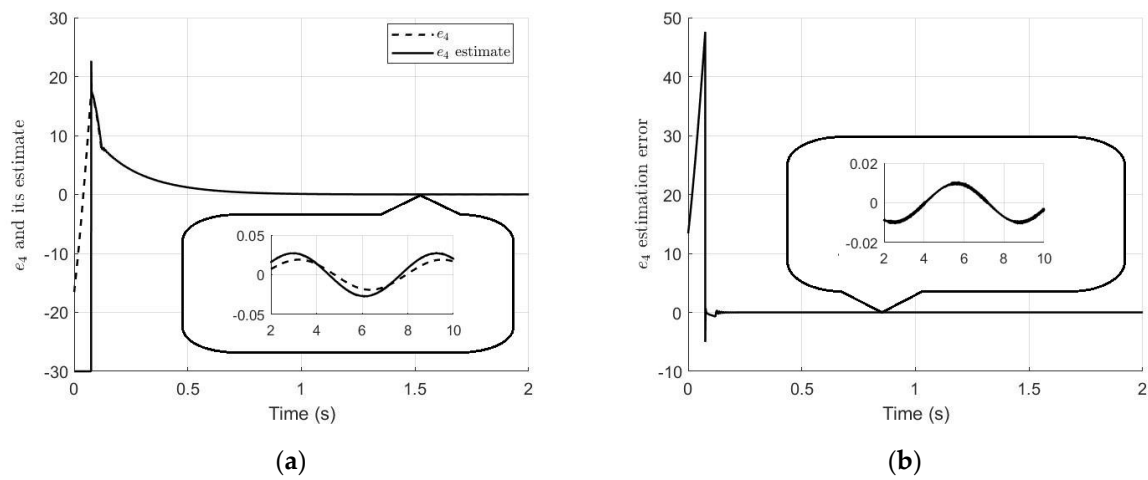 30
20
10
0
-10
-20
-30
e₄ and its estimate
e₄
e₄ estimate
0.05
0
-0.05
2 4 6 8 10
0 0.5 1 1.5 2
Time (s)
(a)
50
40
30
20
10
0
-10
e₄ estimation error
0.02
0
-0.02
2 4 6 8 10
0 0.5 1 1.5 2
Time (s)
(b)